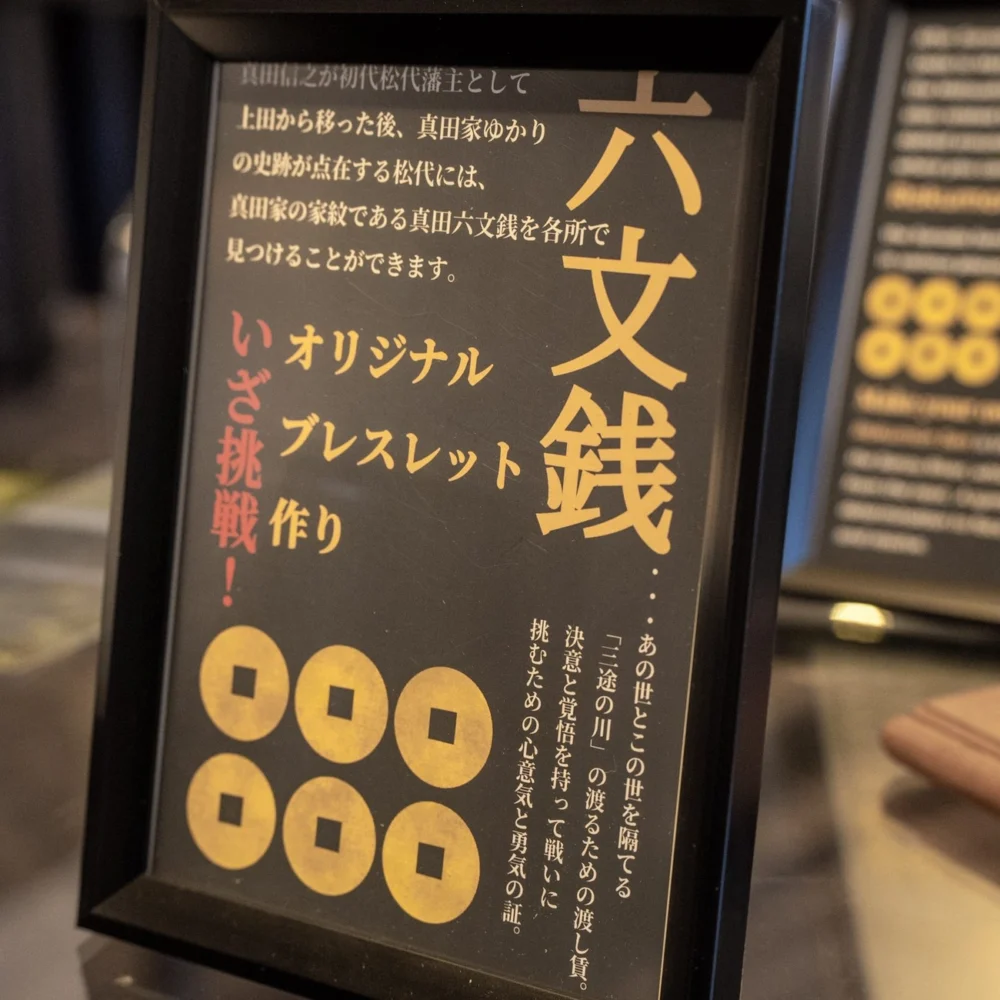 六文銭・・・
あの世とこの世を隔てる
「三途の川」の渡るための渡し賃。
決意と覚悟を持って戦いに
挑むための心意気と勇気の証。
真田信之が初代松代藩主として
上田から移った後、真田家ゆかり
の史跡が点在する松代には、
真田家の家紋である真田六文銭を各所で
見つけることができます。
オリジナル
ブレスレット
作り
いざ挑戦！